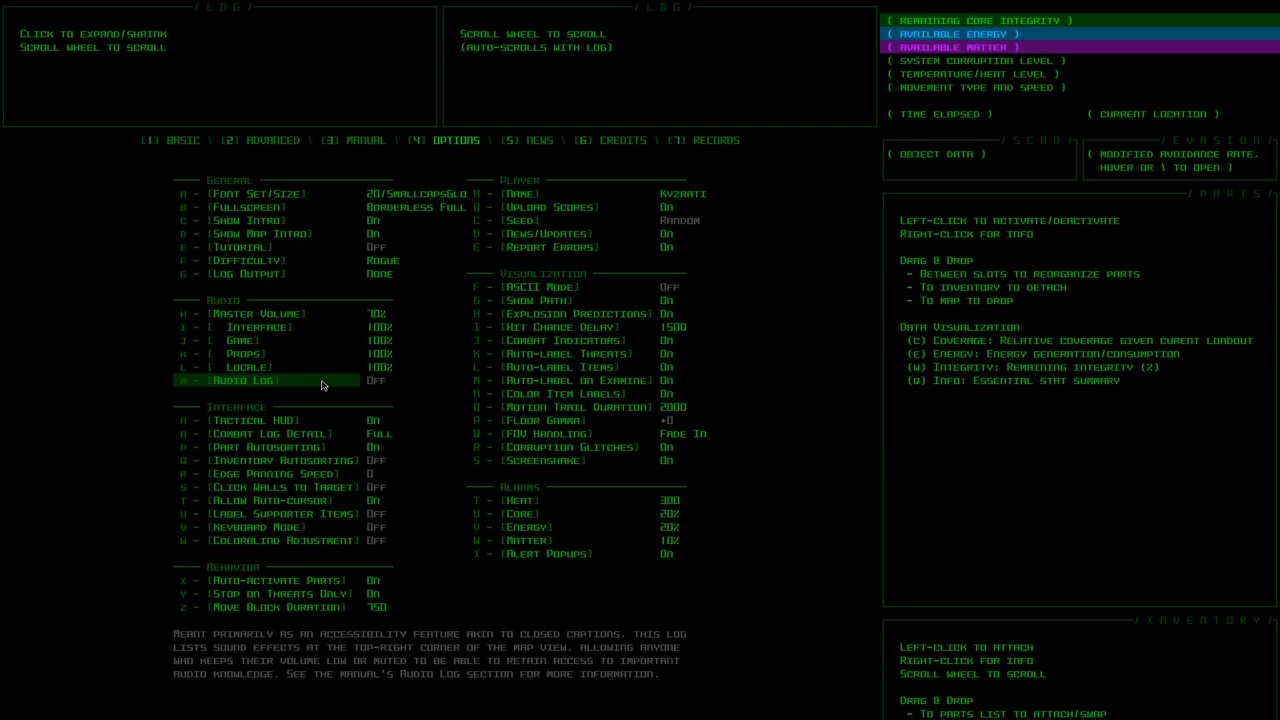 / L O G /
Click to expand/shrink
Scroll wheel to scroll
/ L O G /
Scroll wheel to scroll
(auto-scrolls with log)
( Remaining core integrity )
( Available energy )
( Available matter )
( System corruption level )
( Temperature/heat level )
( Movement type and speed )
( Time elapsed ) ( Current location )
/ S C A N /
( Object data )
/ E V A S I O N /
( Modified avoidance rate.
Hover or \ to open )
[1] Basic \ [2] Advanced \ [3] Manual \ [4] Options \ [5] News \ [6] Credits \ [7] Records
General
A - [Font Set/Size] 20/SmallcapsGlo
B - [Fullscreen] Borderless Full
C - [Show Intro] On
D - [Show Map Intro] On
E - [Tutorial] Off
F - [Difficulty] Rogue
G - [Log Output] None
Audio
H - [Master Volume] 70%
I - [ Interface] 100%
J - [ Game] 100%
K - [ Props] 100%
L - [ Locale] 100%
M - [Audio Log] Off
Interface
N - [Tactical HUD] On
O - [Combat Log Detail] Full
P - [Part Autosorting] On
Q - [Inventory Autosorting] Off
R - [Edge Panning Speed] 0
S - [Click Walls to Target] Off
T - [Allow Auto-cursor] On
U - [Label Supporter Items] Off
V - [Keyboard Mode] Off
W - [Colorblind Adjustment] Off
Behavior
X - [Auto-activate Parts] On
Y - [Stop on Threats Only] On
Z - [Move Block Duration] 750
Player
A - [Name] Kyzrati
B - [Upload Scores] On
C - [Seed] Random
D - [News/Updates] On
E - [Report Errors] On
Visualization
F - [ASCII Mode] Off
G - [Show Path] On
H - [Explosion Predictions] On
I - [Hit Chance Delay] 1500
J - [Combat Indicators] On
K - [Auto-label Threats] On
L - [Auto-label Items] On
M - [Auto-label on Examine] On
N - [Color Item Labels] On
O - [Motion Trail Duration] 2000
P - [Floor Gamma] +0
Q - [FOV Handling] Fade In
R - [Corruption Glitches] On
S - [Screenshake] On
Alarms
T - [Heat] 300
U - [Core] 20%
V - [Energy] 20%
W - [Matter] 10%
X - [Alert Popups] On
Meant primarily as an accessibility feature akin to closed captions. This log
lists sound effects at the top-right corner of the map view, allowing anyone
who keeps their volume low or muted to be able to retain access to important
audio knowledge. See the manual's Audio Log section for more information.
/ P A R T S /
Left-click to activate/deactivate
Right-click for info
Drag & Drop
- Between slots to reorganize parts
- To inventory to detach
- To map to drop
Data Visualization
(C) Coverage: Relative coverage given curent loadout
(E) Energy: Energy generation/consumption
(W) Integrity: Remaining integrity (%)
(Q) Info: Essential stat summary
/ I N V E N T O R Y /
Left-click to attach
Right-click for info
Scroll wheel to scroll
Drag & Drop
- To parts list to attach/swap